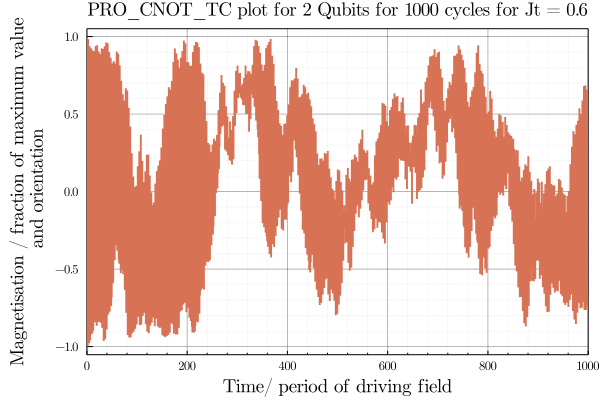 PRO_CNOT_TC plot for 2 Qubits for 1000 cycles for Jt = 0.6
Magnetisation / fraction of maximum value
and orientation
1.0
0.5
0.0
−0.5
−1.0
0 200 400 600 800 1000
Time/ period of driving field